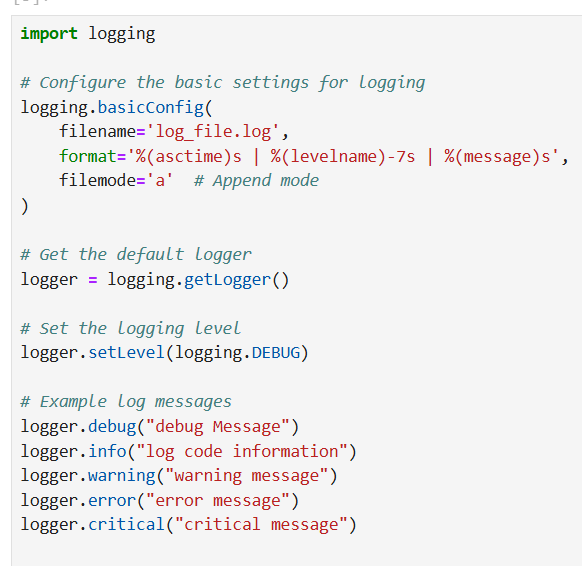 import logging
# Configure the basic settings for logging
logging.basicConfig(
    filename='log_file.log',
    format='%(asctime)s | %(levelname)-7s | %(message)s',
    filemode='a'  # Append mode
)
# Get the default logger
logger = logging.getLogger()
# Set the logging level
logger.setLevel(logging.DEBUG)
# Example log messages
logger.debug("debug Message")
logger.info("log code information")
logger.warning("warning message")
logger.error("error message")
logger.critical("critical message")